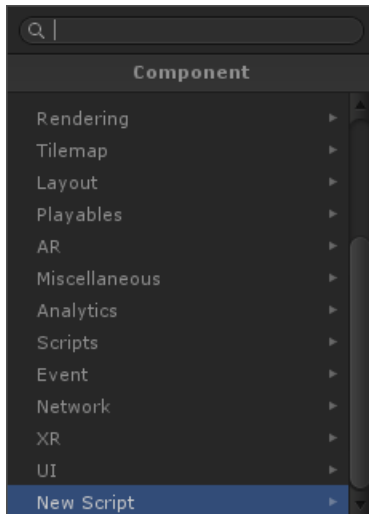 Component
Rendering
Tilemap
Layout
Playables
AR
Miscellaneous
Analytics
Scripts
Event
Network
XR
UI
New Script